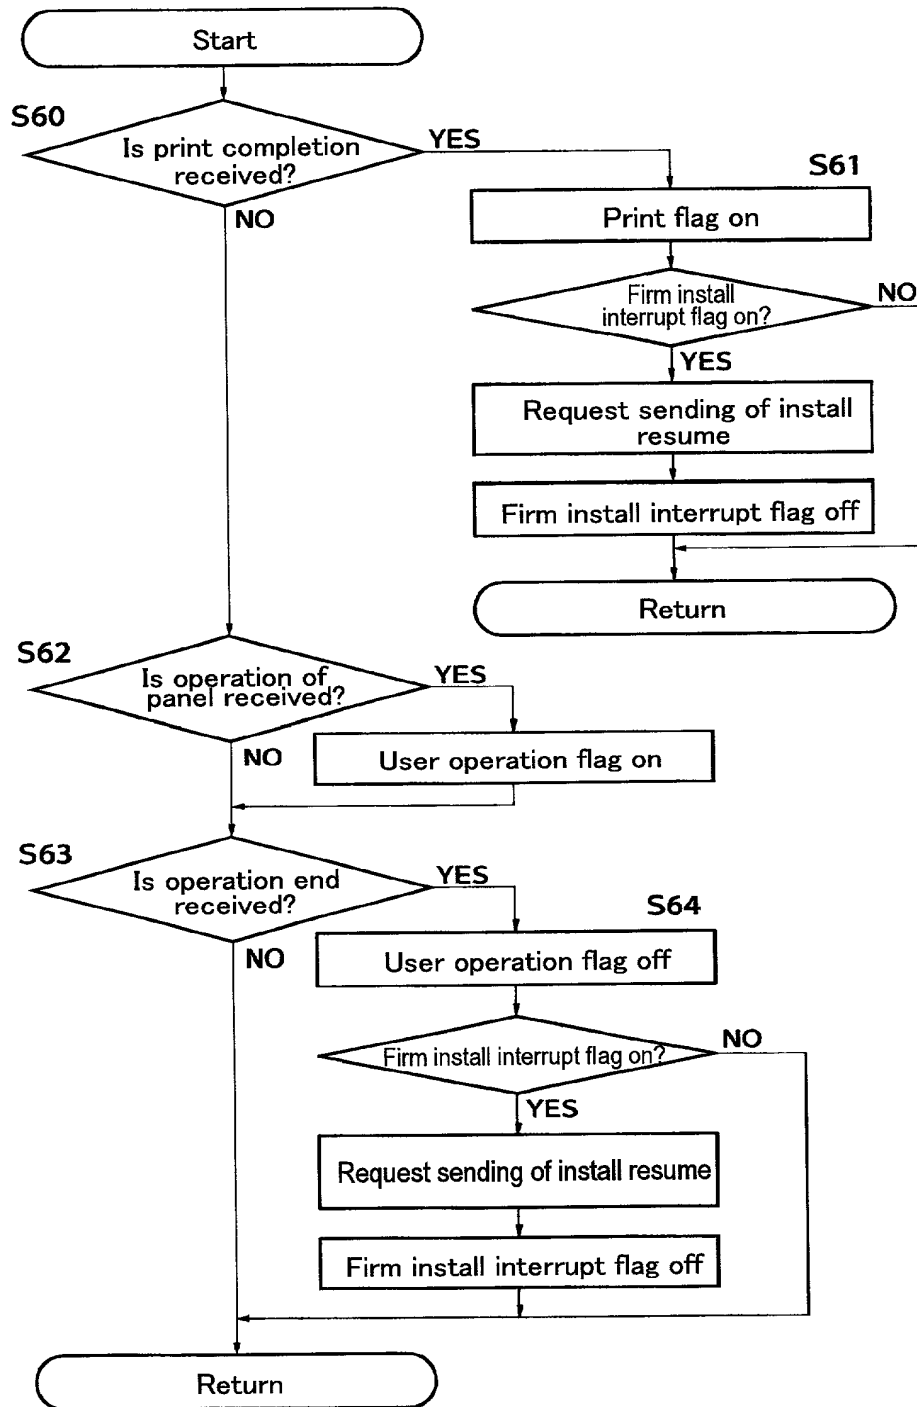 Start
S60
Is print completion
received?
YES
NO
S61
Print flag on
Firm install
interrupt flag on?
NO
YES
Request sending of install
resume
Firm install interrupt flag off
Return
S62
Is operation of
panel received?
YES
NO
User operation flag on
S63
Is operation end
received?
YES
NO
S64
User operation flag off
Firm install interrupt flag on?
NO
YES
Request sending of install resume
Firm install interrupt flag off
Return